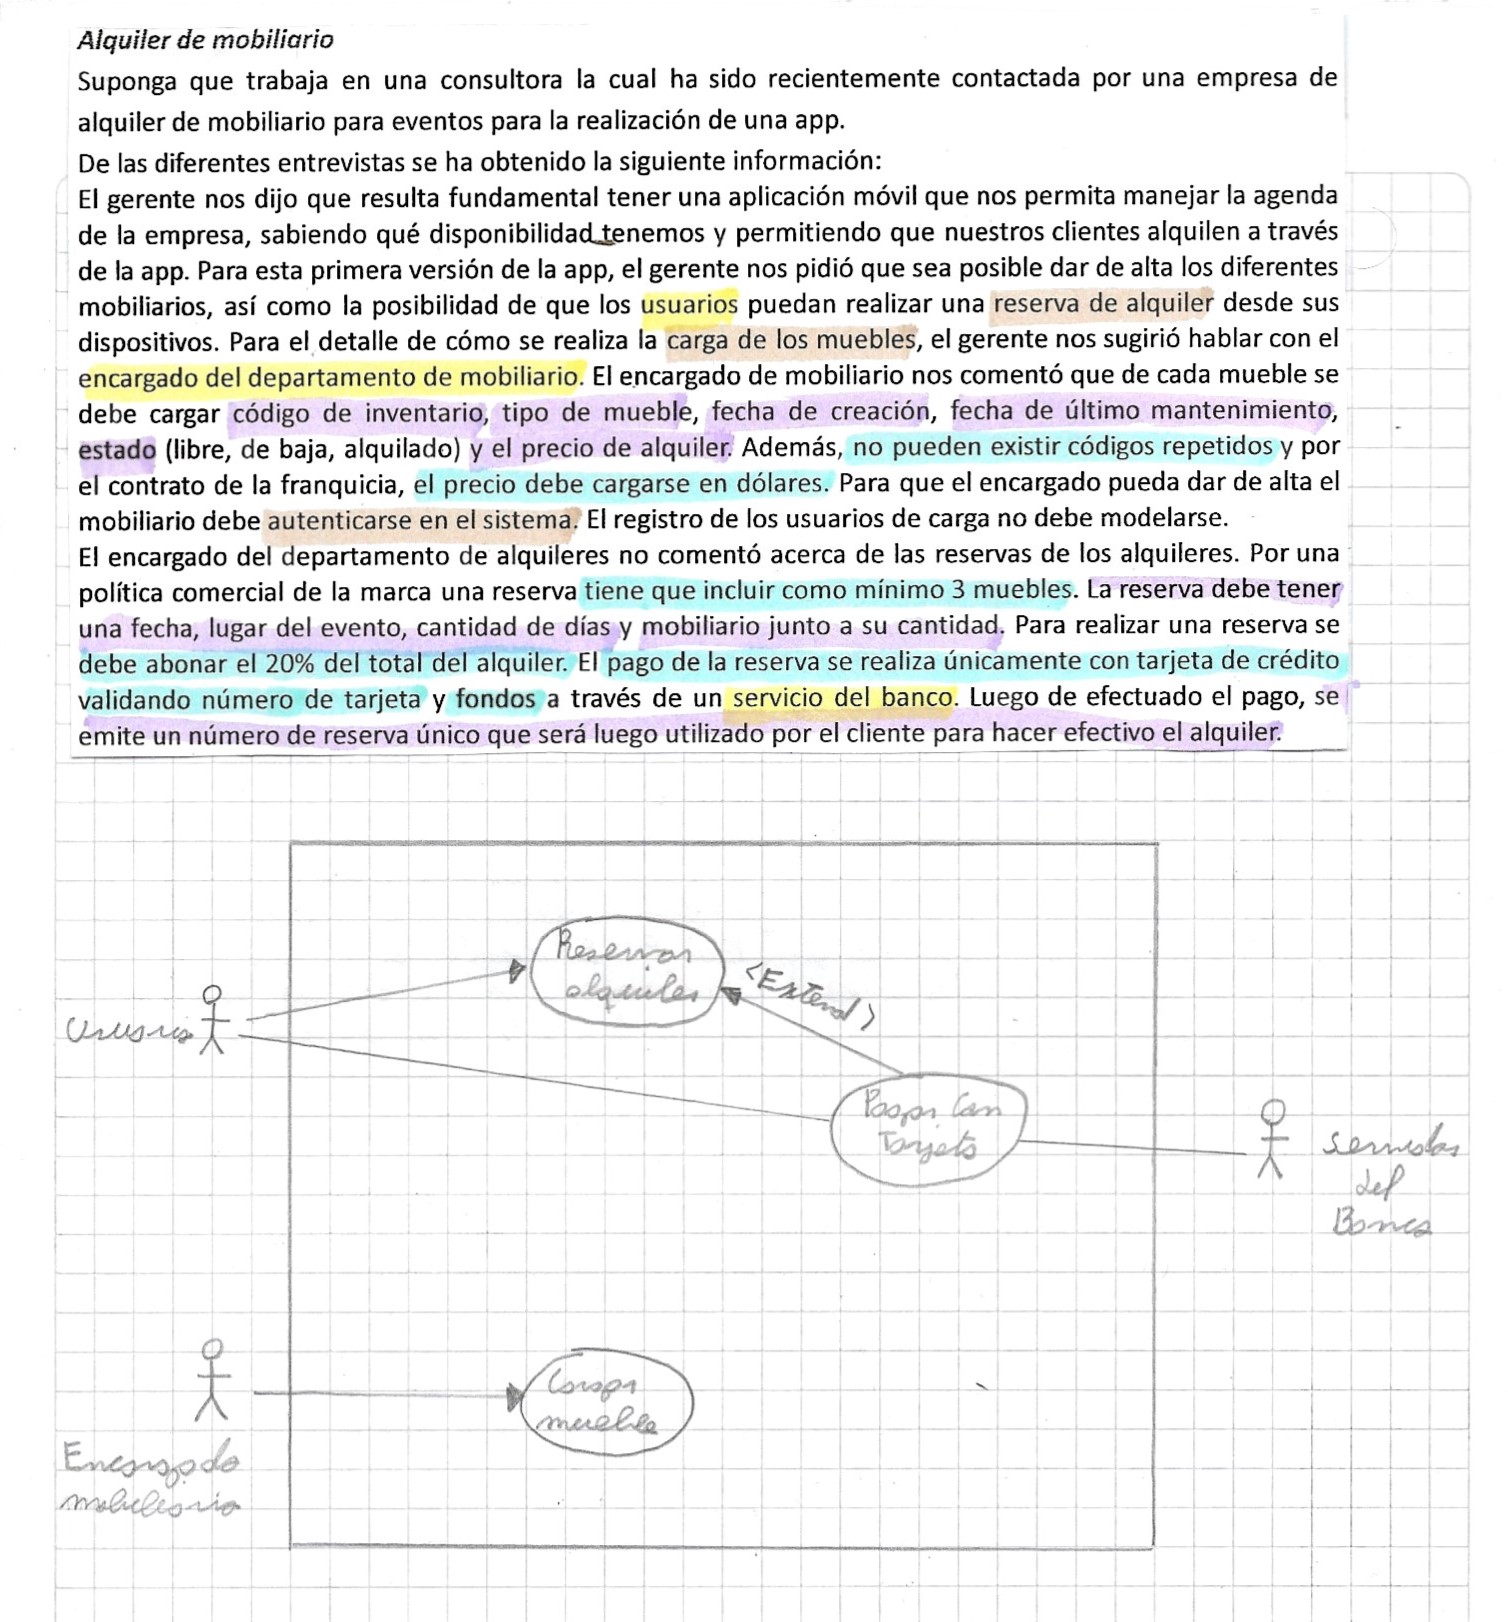 Alquiler de mobiliario
Suponga que trabaja en una consultora la cual ha sido recientemente contactada por una empresa de
alquiler de mobiliario para eventos para la realización de una app.
De las diferentes entrevistas se ha obtenido la siguiente información:
El gerente nos dijo que resulta fundamental tener una aplicación móvil que nos permita manejar la agenda
de la empresa, sabiendo qué disponibilidad tenemos y permitiendo que nuestros clientes alquilen a través
de la app. Para esta primera versión de la app, el gerente nos pidió que sea posible dar de alta los diferentes
mobiliarios, así como la posibilidad de que los usuarios puedan realizar una reserva de alquiler desde sus
dispositivos. Para el detalle de cómo se realiza la carga de los muebles, el gerente nos sugirió hablar con el
encargado del departamento de mobiliario. El encargado de mobiliario nos comentó que de cada mueble se
debe cargar código de inventario, tipo de mueble, fecha de creación, fecha de último mantenimiento,
estado (libre, de baja, alquilado) y el precio de alquiler. Además, no pueden existir códigos repetidos y por
el contrato de la franquicia, el precio debe cargarse en dólares. Para que el encargado pueda dar de alta el
mobiliario debe autenticarse en el sistema. El registro de los usuarios de carga no debe modelarse.
El encargado del departamento de alquileres no comentó acerca de las reservas de los alquileres. Por una
política comercial de la marca una reserva tiene que incluir como mínimo 3 muebles. La reserva debe tener
una fecha, lugar del evento, cantidad de días y mobiliario junto a su cantidad. Para realizar una reserva se
debe abonar el 20% del total del alquiler. El pago de la reserva se realiza únicamente con tarjeta de crédito
validando número de tarjeta y fondos a través de un servicio del banco. Luego de efectuado el pago, se
emite un número de reserva único que será luego utilizado por el cliente para hacer efectivo el alquiler.
Reservar
alquiler
<Extend>
Usuario
Pagar Con
Tarjeta
del
Banco
Cargar
mueble
Encargado
mobiliario